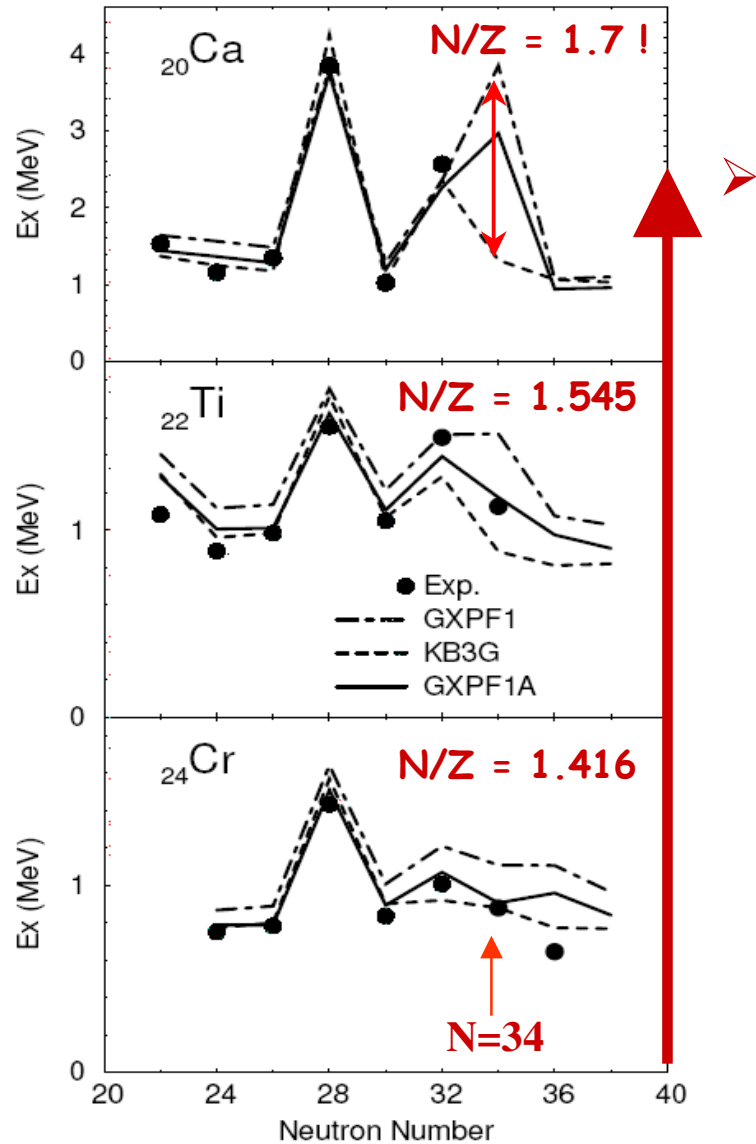 ₂₀Ca
N/Z = 1.7 !
4
3
2
1
0
Ex (MeV)
₂₂Ti
N/Z = 1.545
1
0
Ex (MeV)
Exp.
GXPF1
KB3G
GXPF1A
₂₄Cr
N/Z = 1.416
1
0
Ex (MeV)
N=34
20 24 28 32 36 40
Neutron Number